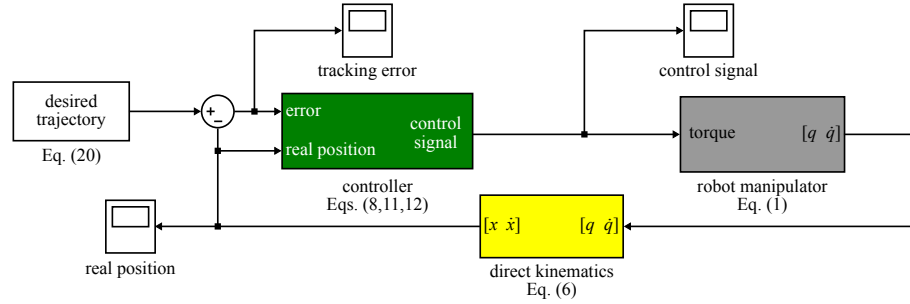 tracking error
control signal
desired
trajectory
Eq. (20)
+
−
error
real position
control
signal
controller
Eqs. (8,11,12)
torque
[q q̇]
robot manipulator
Eq. (1)
real position
[x ẋ]
[q q̇]
direct kinematics
Eq. (6)